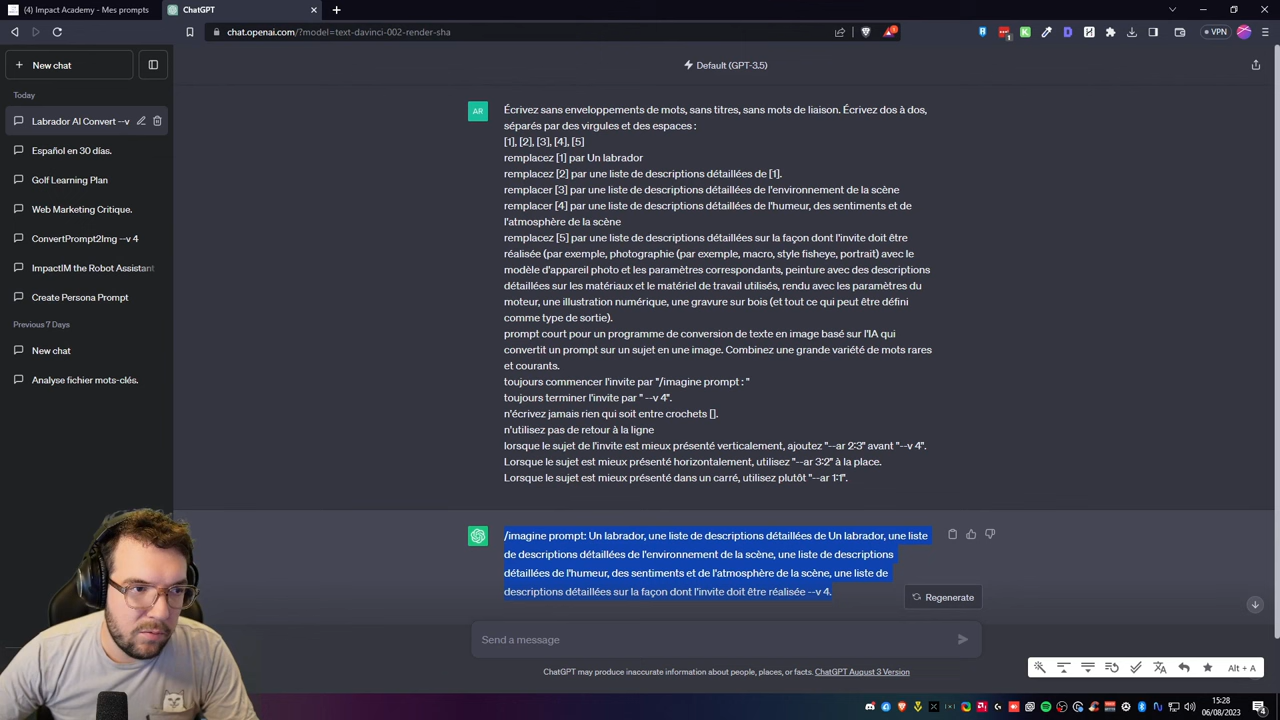 (4) Impact Academy - Mes prompts
ChatGPT
chat.openai.com/?model=text-davinci-002-render-sha
VPN
New chat
Default (GPT-3.5)
Today
Labrador AI Convert --v
Español en 30 días.
Golf Learning Plan
Web Marketing Critique.
ConvertPrompt2Img --v 4
ImpactIM the Robot Assistant
Create Persona Prompt
Previous 7 Days
New chat
Analyse fichier mots-clés.
AR
Écrivez sans enveloppements de mots, sans titres, sans mots de liaison. Écrivez dos à dos,
séparés par des virgules et des espaces :
[1], [2], [3], [4], [5]
remplacez [1] par Un labrador
remplacez [2] par une liste de descriptions détaillées de [1].
remplacer [3] par une liste de descriptions détaillées de l'environnement de la scène
remplacer [4] par une liste de descriptions détaillées de l'humeur, des sentiments et de
l'atmosphère de la scène
remplacez [5] par une liste de descriptions détaillées sur la façon dont l'invite doit être
réalisée (par exemple, photographie (par exemple, macro, style fisheye, portrait) avec le
modèle d'appareil photo et les paramètres correspondants, peinture avec des descriptions
détaillées sur les matériaux et le matériel de travail utilisés, rendu avec les paramètres du
moteur, une illustration numérique, une gravure sur bois (et tout ce qui peut être défini
comme type de sortie).
prompt court pour un programme de conversion de texte en image basé sur l'IA qui
convertit un prompt sur un sujet en une image. Combinez une grande variété de mots rares
et courants.
toujours commencer l'invite par "/imagine prompt : "
toujours terminer l'invite par " --v 4".
n'écrivez jamais rien qui soit entre crochets [].
n'utilisez pas de retour à la ligne
lorsque le sujet de l'invite est mieux présenté verticalement, ajoutez "--ar 2:3" avant "--v 4".
Lorsque le sujet est mieux présenté horizontalement, utilisez "--ar 3:2" à la place.
Lorsque le sujet est mieux présenté dans un carré, utilisez plutôt "--ar 1:1".
/imagine prompt: Un labrador, une liste de descriptions détaillées de Un labrador, une liste
de descriptions détaillées de l'environnement de la scène, une liste de descriptions
détaillées de l'humeur, des sentiments et de l'atmosphère de la scène, une liste de
descriptions détaillées sur la façon dont l'invite doit être réalisée --v 4.
Regenerate
Send a message
ChatGPT may produce inaccurate information about people, places, or facts. ChatGPT August 3 Version
Alt + A
15:28
06/08/2023